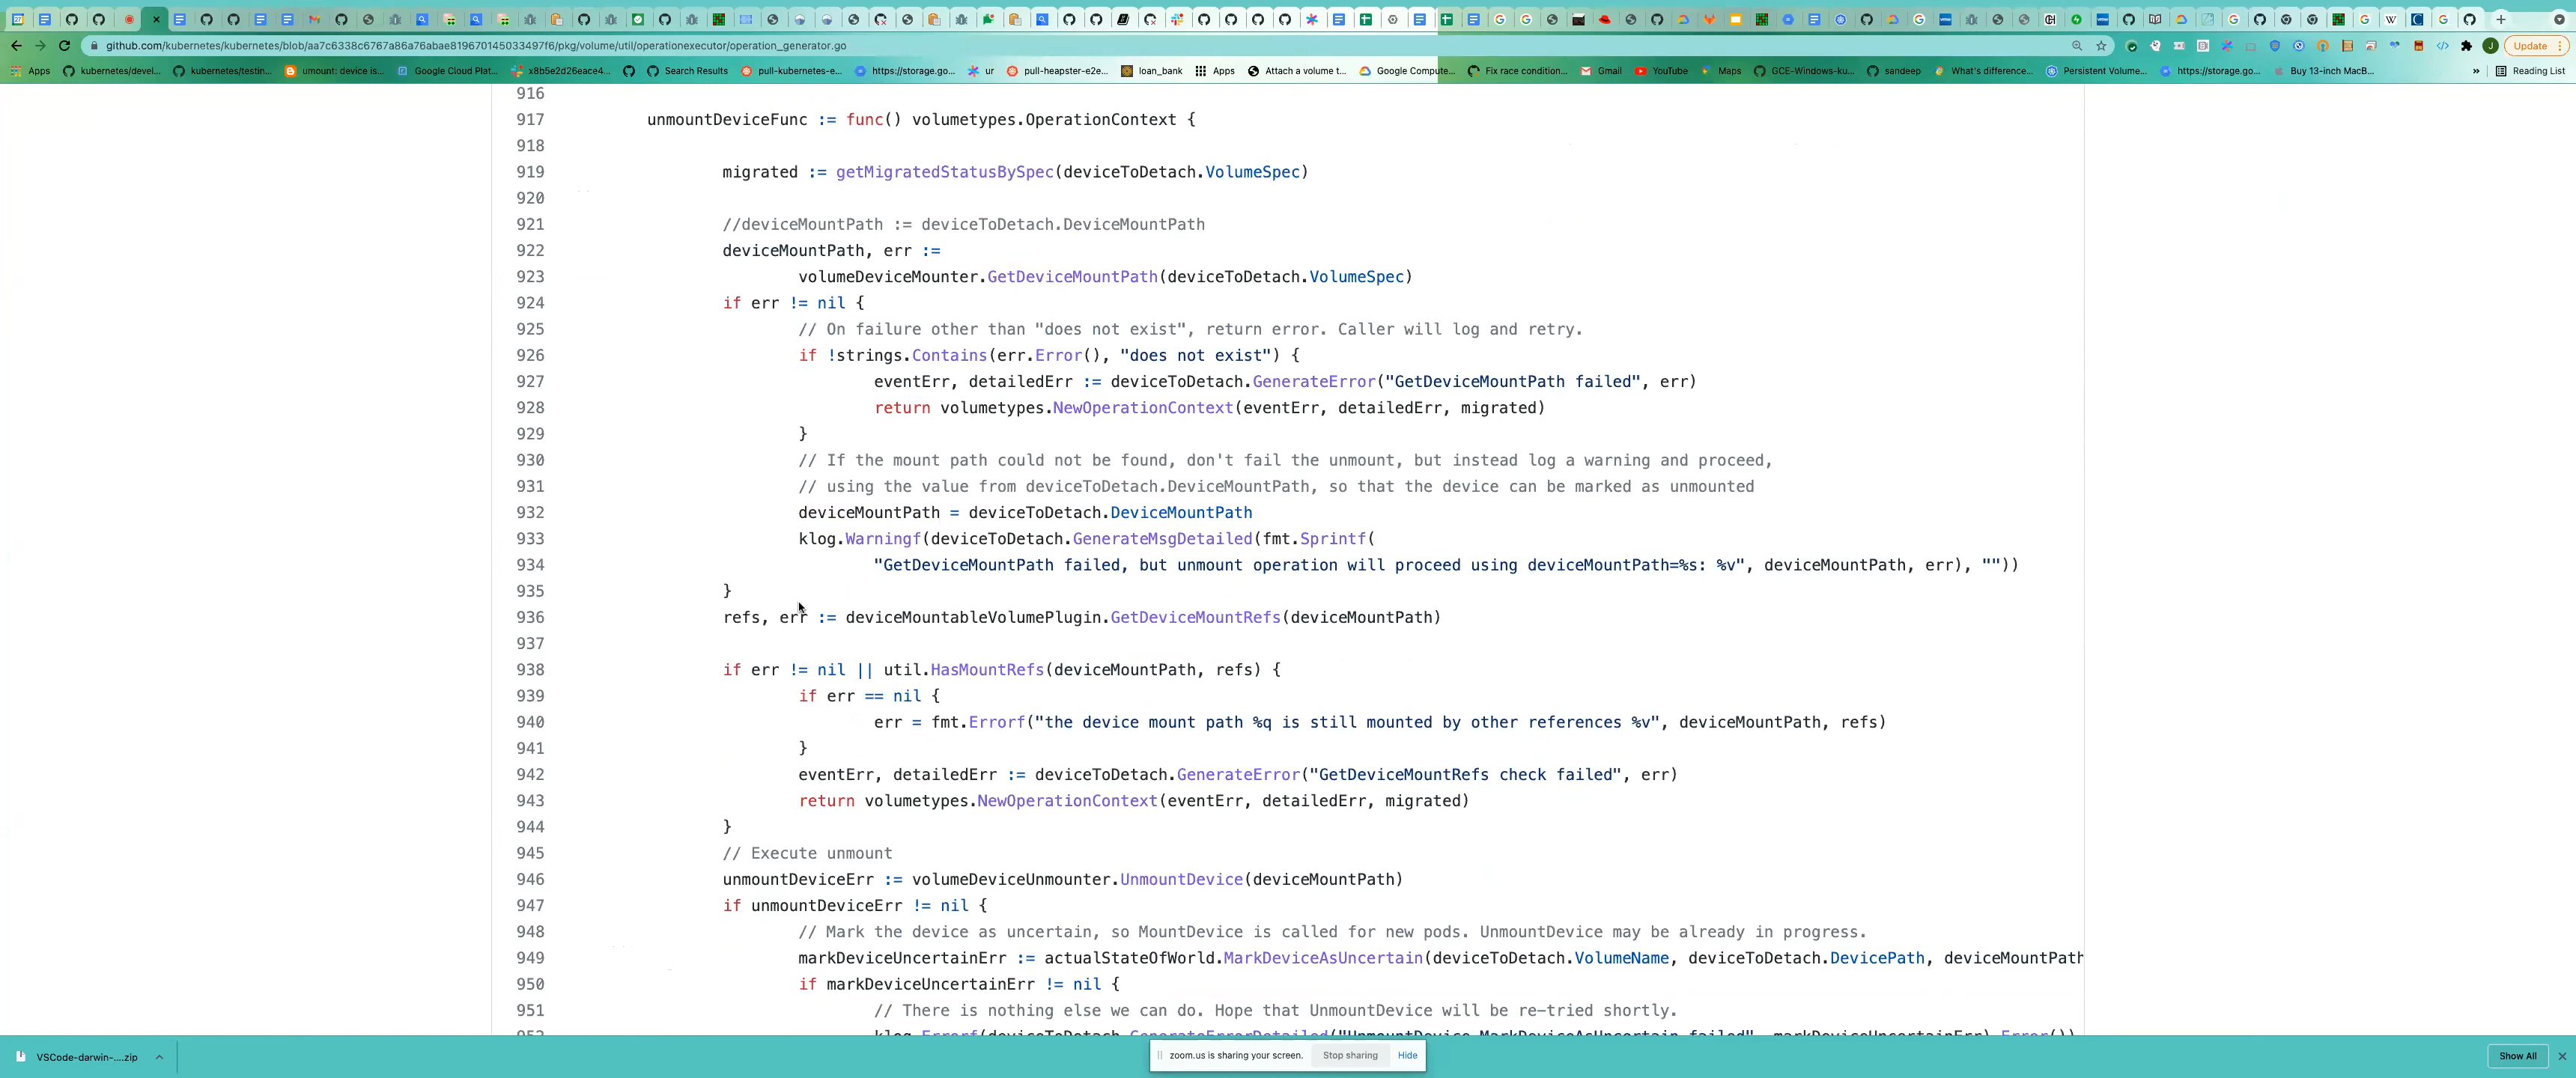 github.com/kubernetes/kubernetes/blob/aa7c6338c6767a86a76abae819670145033497f6/pkg/volume/util/operationexecutor/operation_generator.go
Update
Apps kubernetes/devel... kubernetes/testin... umount: device is... Google Cloud Plat... x8b5e2d26eace4... Search Results pull-kubernetes-e... https://storage.go... ur pull-heapster-e2e... loan_bank Apps Attach a volume t... Google Compute... Fix race condition... Gmail YouTube Maps GCE-Windows-ku... sandeep What's difference... Persistent Volume... https://storage.go... Buy 13-inch MacB... » Reading List
916
917 unmountDeviceFunc := func() volumetypes.OperationContext {
918
919 migrated := getMigratedStatusBySpec(deviceToDetach.VolumeSpec)
920
921 //deviceMountPath := deviceToDetach.DeviceMountPath
922 deviceMountPath, err :=
923 volumeDeviceMounter.GetDeviceMountPath(deviceToDetach.VolumeSpec)
924 if err != nil {
925 // On failure other than "does not exist", return error. Caller will log and retry.
926 if !strings.Contains(err.Error(), "does not exist") {
927 eventErr, detailedErr := deviceToDetach.GenerateError("GetDeviceMountPath failed", err)
928 return volumetypes.NewOperationContext(eventErr, detailedErr, migrated)
929 }
930 // If the mount path could not be found, don't fail the unmount, but instead log a warning and proceed,
931 // using the value from deviceToDetach.DeviceMountPath, so that the device can be marked as unmounted
932 deviceMountPath = deviceToDetach.DeviceMountPath
933 klog.Warningf(deviceToDetach.GenerateMsgDetailed(fmt.Sprintf(
934 "GetDeviceMountPath failed, but unmount operation will proceed using deviceMountPath=%s: %v", deviceMountPath, err), ""))
935 }
936 refs, err := deviceMountableVolumePlugin.GetDeviceMountRefs(deviceMountPath)
937
938 if err != nil || util.HasMountRefs(deviceMountPath, refs) {
939 if err == nil {
940 err = fmt.Errorf("the device mount path %q is still mounted by other references %v", deviceMountPath, refs)
941 }
942 eventErr, detailedErr := deviceToDetach.GenerateError("GetDeviceMountRefs check failed", err)
943 return volumetypes.NewOperationContext(eventErr, detailedErr, migrated)
944 }
945 // Execute unmount
946 unmountDeviceErr := volumeDeviceUnmounter.UnmountDevice(deviceMountPath)
947 if unmountDeviceErr != nil {
948 // Mark the device as uncertain, so MountDevice is called for new pods. UnmountDevice may be already in progress.
949 markDeviceUncertainErr := actualStateOfWorld.MarkDeviceAsUncertain(deviceToDetach.VolumeName, deviceToDetach.DevicePath, deviceMountPath
950 if markDeviceUncertainErr != nil {
951 // There is nothing else we can do. Hope that UnmountDevice will be re-tried shortly.
952 klog.Errorf(deviceToDetach.GenerateErrorDetailed("UnmountDevice.MarkDeviceAsUncertain failed", markDeviceUncertainErr).Error())
VSCode-darwin-....zip
zoom.us is sharing your screen. Stop sharing Hide
Show All